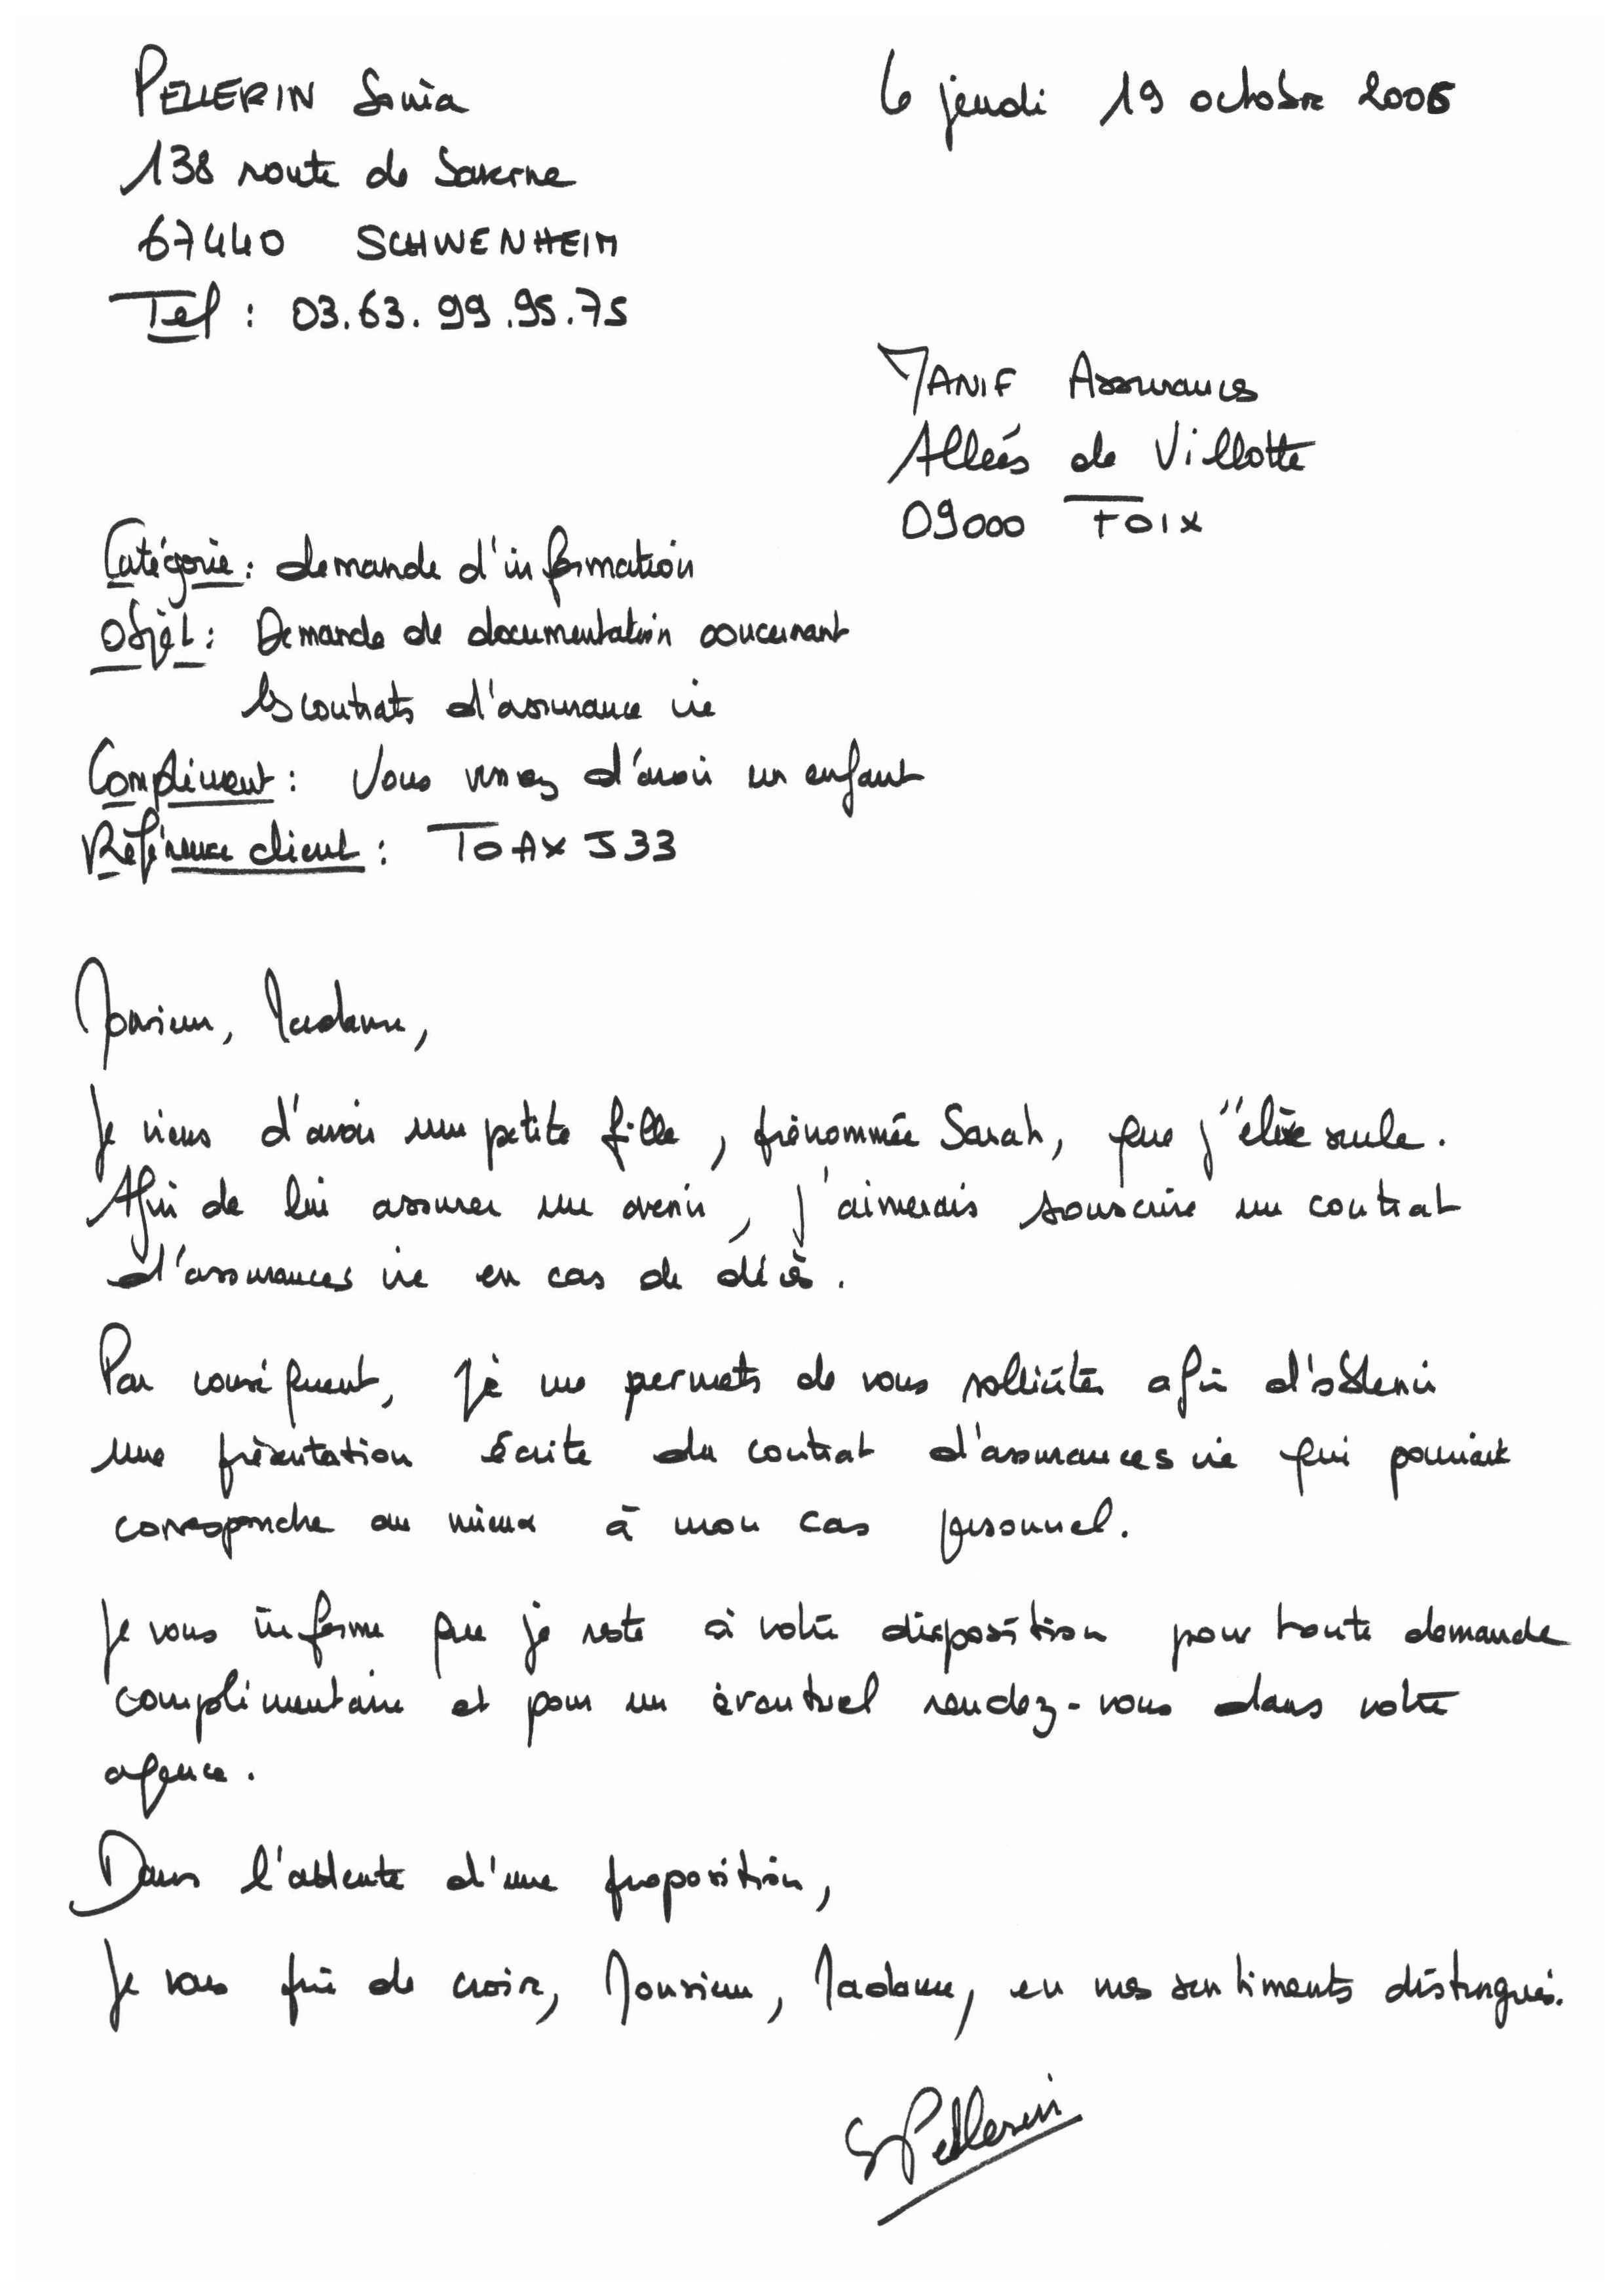 PELLERIN Sonia
138 route de Saverne
67440 SCHWENHEIM
Tel : 03.63.99.95.75
Le jeudi 19 octobre 2006
MANIF Assurances
Allées de Villotte
09000 FOIX
Catégorie : demande d'information
Objet : Demande de documentation concernant
les contrats d'assurance vie
Complément : Vous venez d'avoir un enfant
Référence client : TOAXJ33
Monsieur, Madame,
Je viens d'avoir une petite fille, prénommée Sarah, que j'élève seule.
Afin de lui assurer un avenir, j'aimerais souscrire un contrat
d'assurances vie en cas de décès.
Par conséquent, je me permets de vous solliciter afin d'obtenir
une présentation écrite du contrat d'assurances vie qui pourrait
correspondre au mieux à mon cas personnel.
Je vous informe que je reste à votre disposition pour toute demande
complémentaire et pour un éventuel rendez-vous dans votre
agence.
Dans l'attente d'une proposition,
Je vous prie de croire, Monsieur, Madame, en mes sentiments distingués.
SPellerin